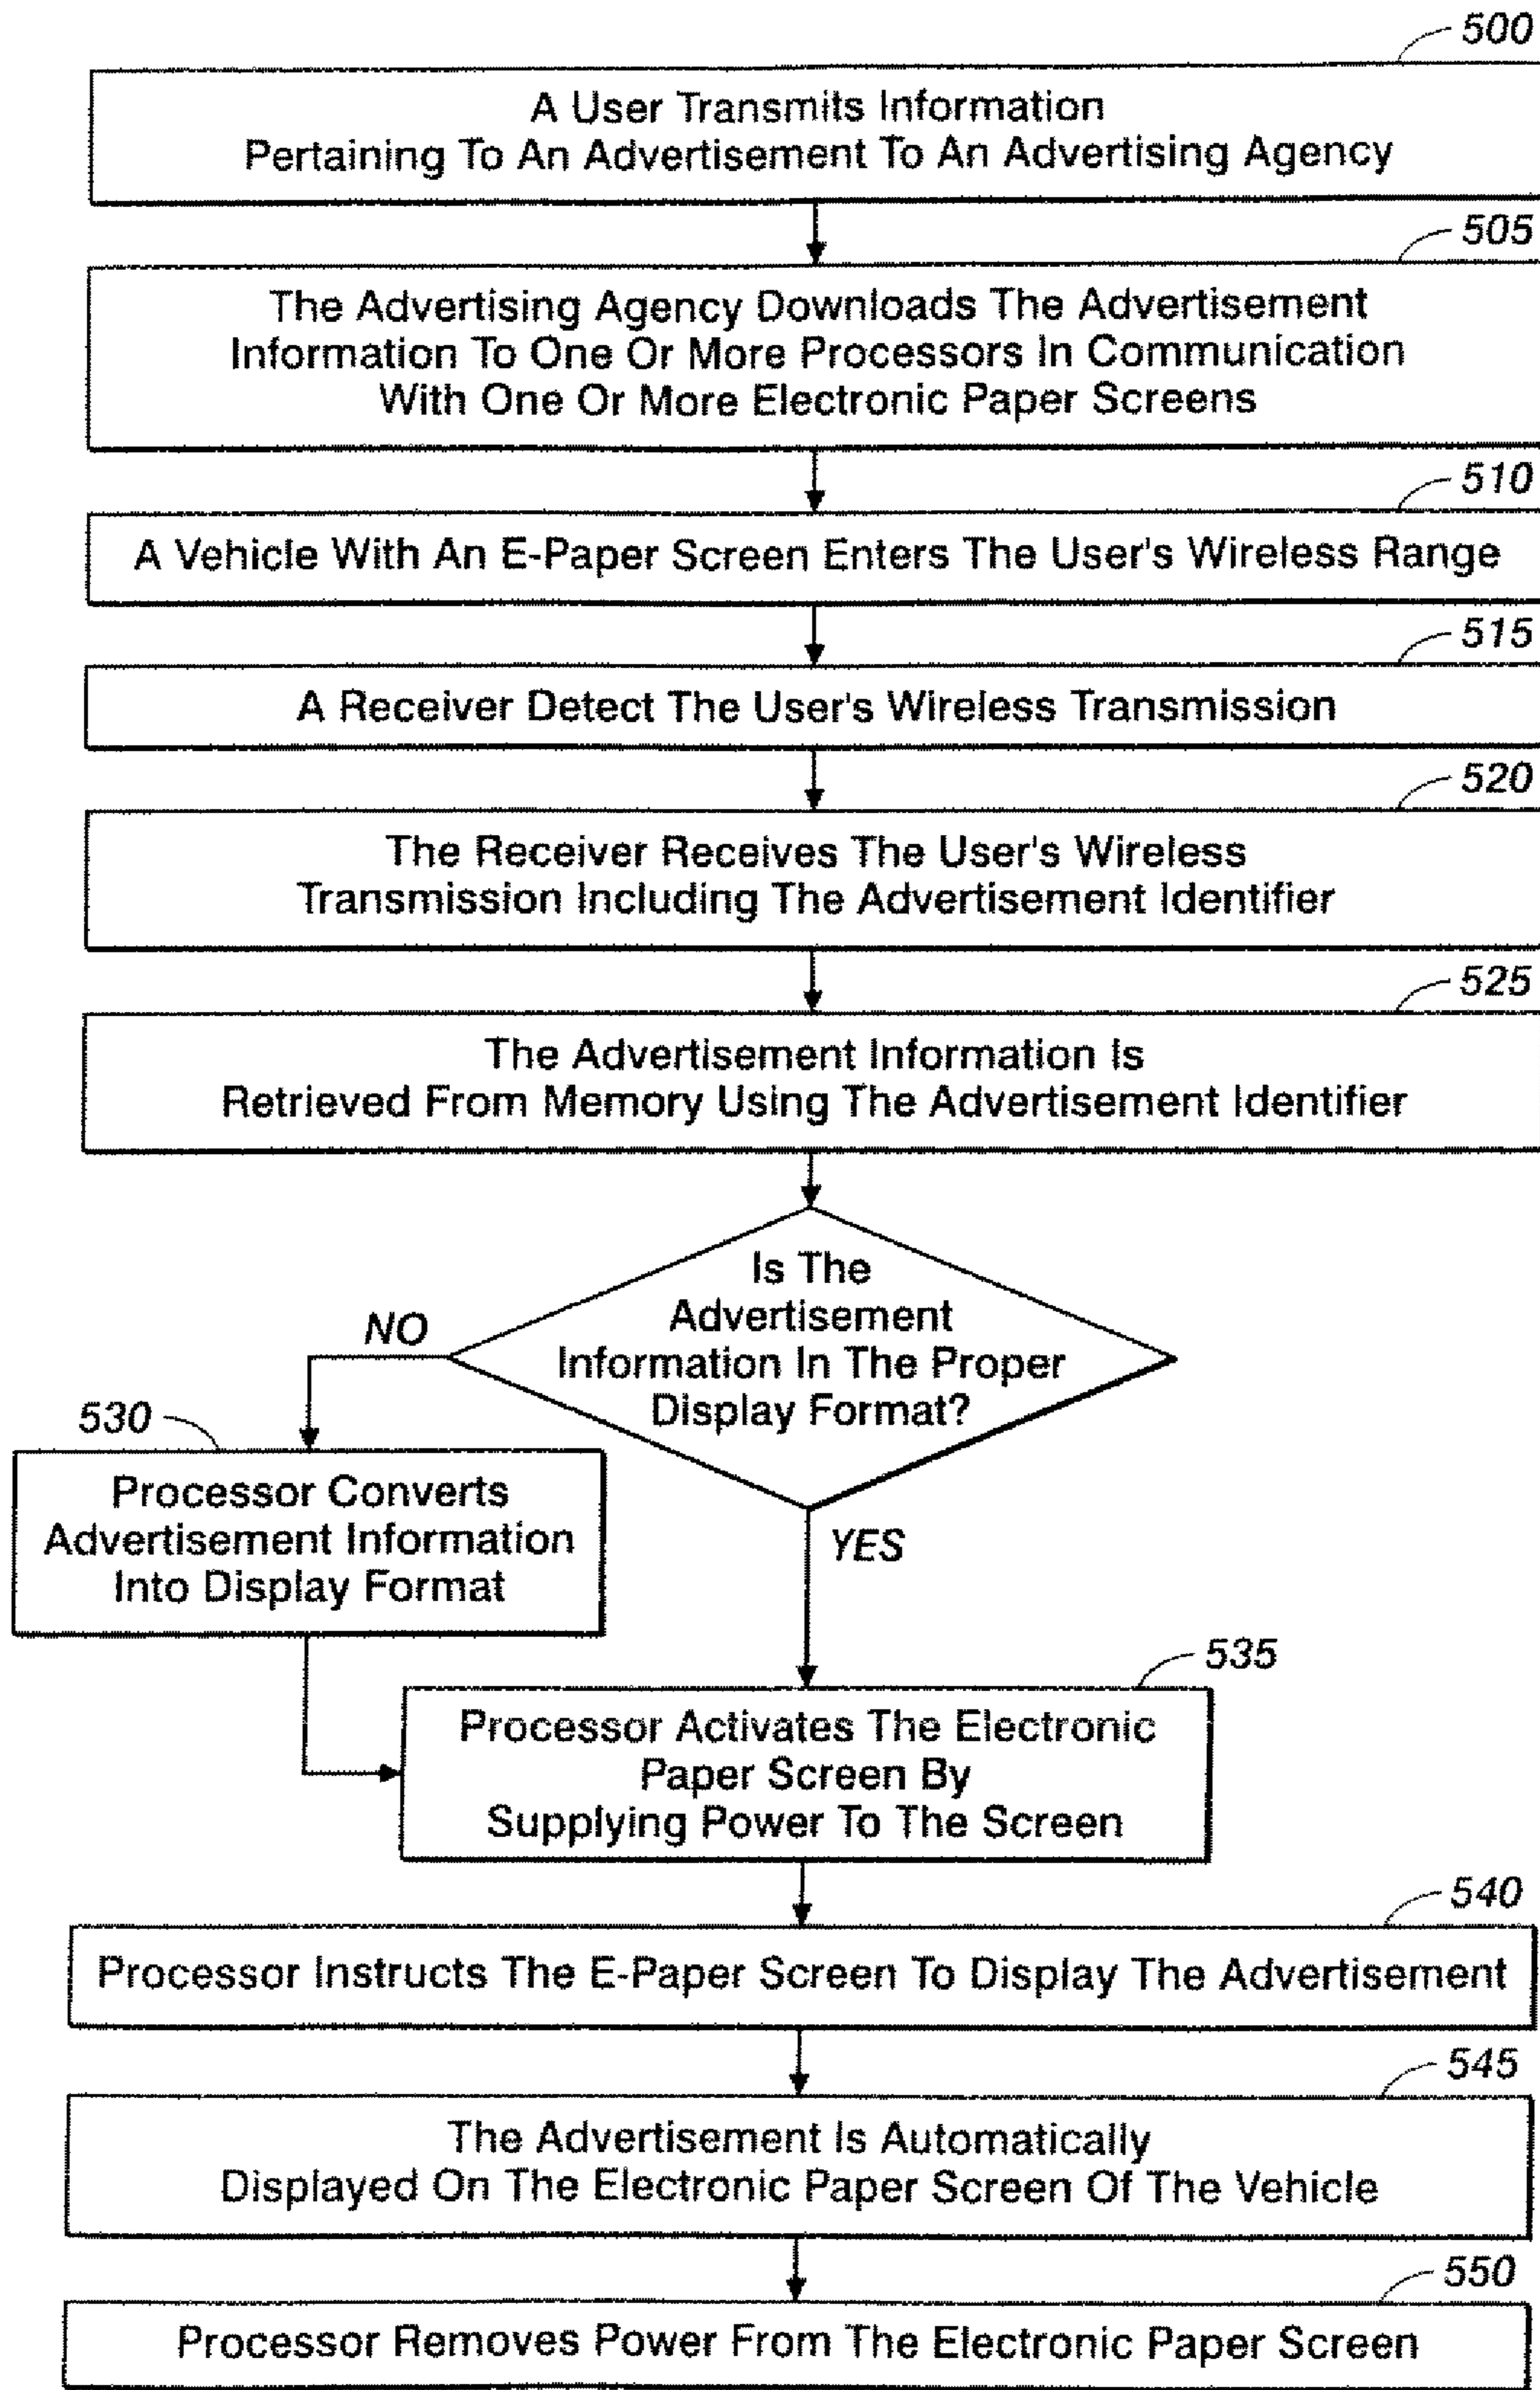 500
A User Transmits Information
Pertaining To An Advertisement To An Advertising Agency
505
The Advertising Agency Downloads The Advertisement
Information To One Or More Processors In Communication
With One Or More Electronic Paper Screens
510
A Vehicle With An E-Paper Screen Enters The User's Wireless Range
515
A Receiver Detect The User's Wireless Transmission
520
The Receiver Receives The User's Wireless
Transmission Including The Advertisement Identifier
525
The Advertisement Information Is
Retrieved From Memory Using The Advertisement Identifier
Is The
Advertisement
Information In The Proper
Display Format?
NO
530
Processor Converts
Advertisement Information
Into Display Format
YES
535
Processor Activates The Electronic
Paper Screen By
Supplying Power To The Screen
540
Processor Instructs The E-Paper Screen To Display The Advertisement
545
The Advertisement Is Automatically
Displayed On The Electronic Paper Screen Of The Vehicle
550
Processor Removes Power From The Electronic Paper Screen